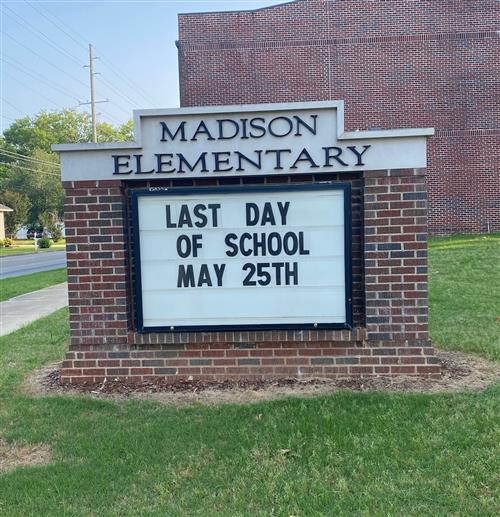 MADISON
ELEMENTARY
LAST DAY
OF SCHOOL
MAY 25TH